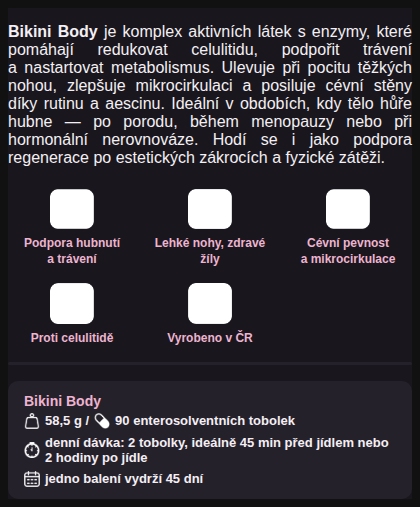 Bikini Body je komplex aktivních látek s enzymy, které
pomáhají redukovat celulitidu, podpořit trávení
a nastartovat metabolismus. Ulevuje při pocitu těžkých
nohou, zlepšuje mikrocirkulaci a posiluje cévní stěny
díky rutinu a aescinu. Ideální v obdobích, kdy tělo hůře
hubne — po porodu, během menopauzy nebo při
hormonální nerovnováze. Hodí se i jako podpora
regenerace po estetických zákrocích a fyzické zátěži.
Podpora hubnutí
a trávení
Lehké nohy, zdravé
žíly
Cévní pevnost
a mikrocirkulace
Proti celulitidě
Vyrobeno v ČR
Bikini Body
58,5 g / 90 enterosolventních tobolek
denní dávka: 2 tobolky, ideálně 45 min před jídlem nebo
2 hodiny po jídle
jedno balení vydrží 45 dní